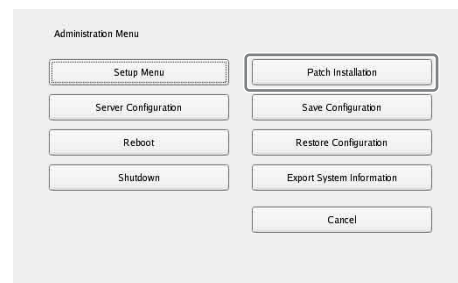 Administration Menu
Setup Menu
Patch Installation
Server Configuration
Save Configuration
Reboot
Restore Configuration
Shutdown
Export System Information
Cancel